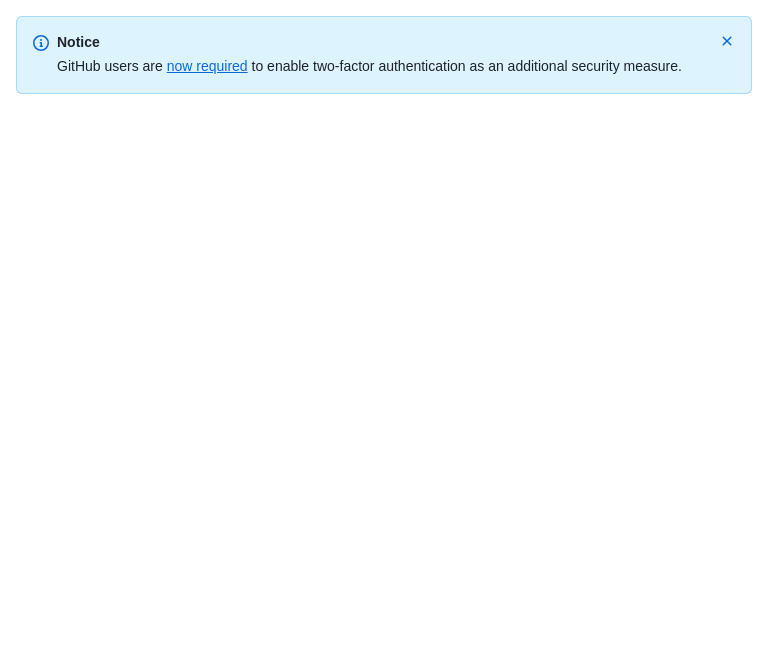 Notice
GitHub users are now required to enable two-factor authentication as an additional security measure.